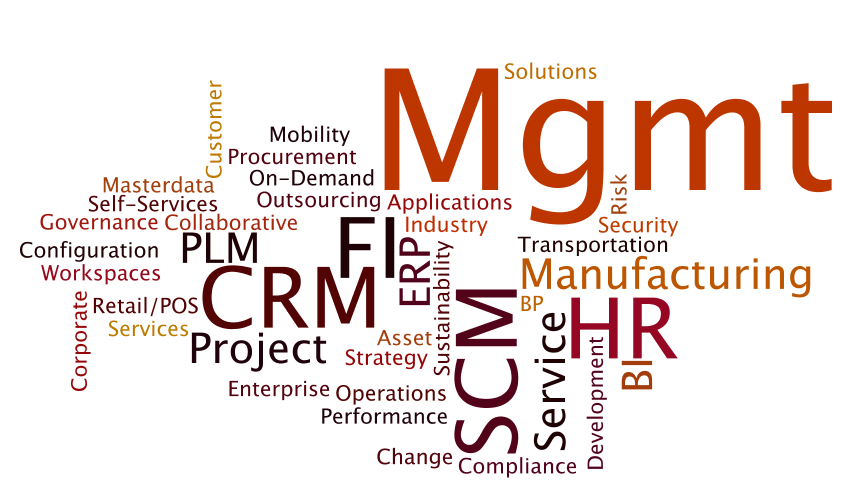 Solutions
Mgmt
Customer
Mobility
Procurement
On-Demand
Masterdata
Self-Services
Outsourcing
Applications
Risk
Governance
Collaborative
FI
Industry
Security
Configuration
PLM
ERP
Sustainability
Transportation
Workspaces
CRM
Manufacturing
Corporate
Retail/POS
SCM
BP
HR
Services
Project
Asset
Service
Strategy
Development
BI
Enterprise
Operations
Performance
Change
Compliance